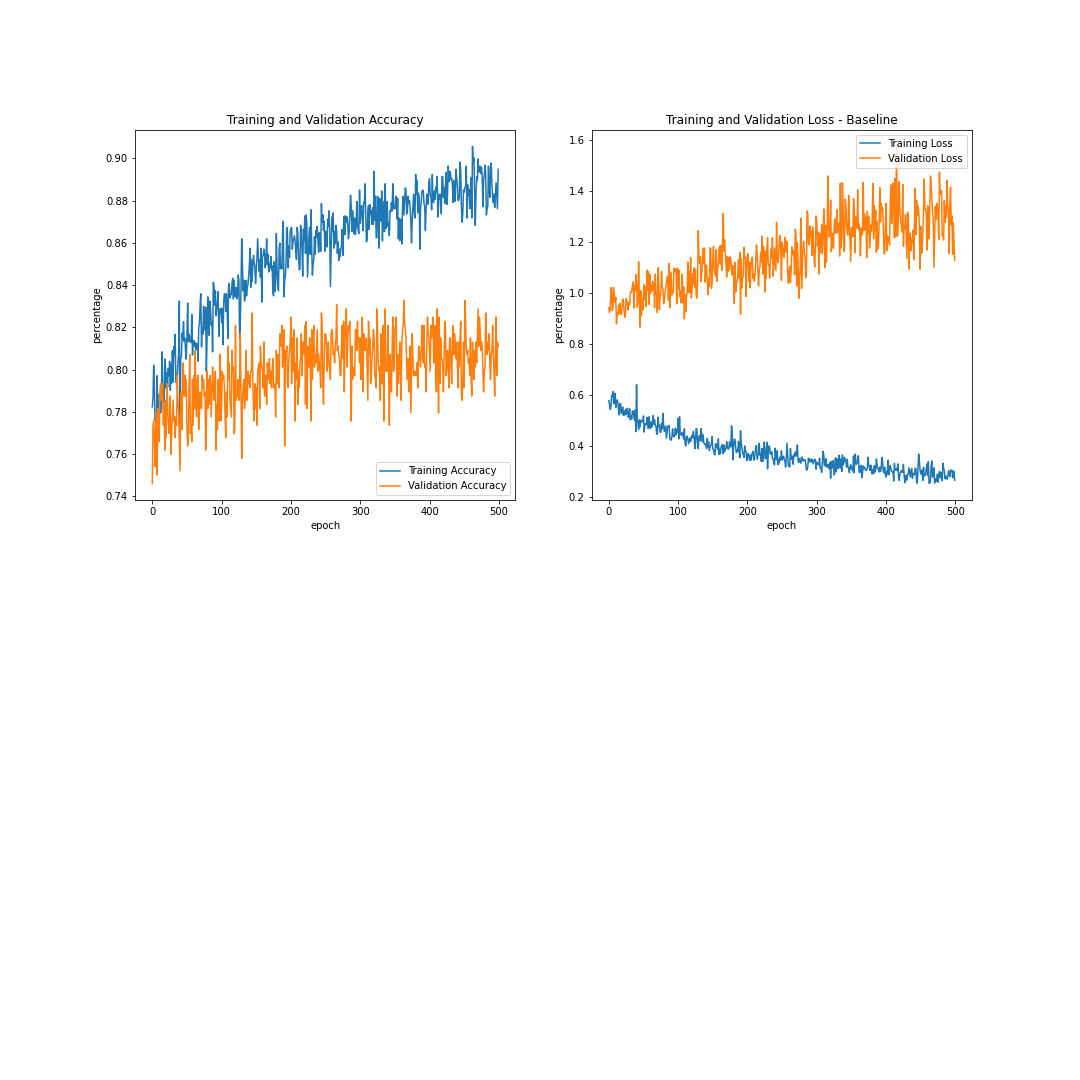 Training and Validation Accuracy
percentage
0.90
0.88
0.86
0.84
0.82
0.80
0.78
0.76
0.74
0
100
200
300
400
500
epoch
Training Accuracy
Validation Accuracy
Training and Validation Loss - Baseline
percentage
1.6
1.4
1.2
1.0
0.8
0.6
0.4
0.2
0
100
200
300
400
500
epoch
Training Loss
Validation Loss